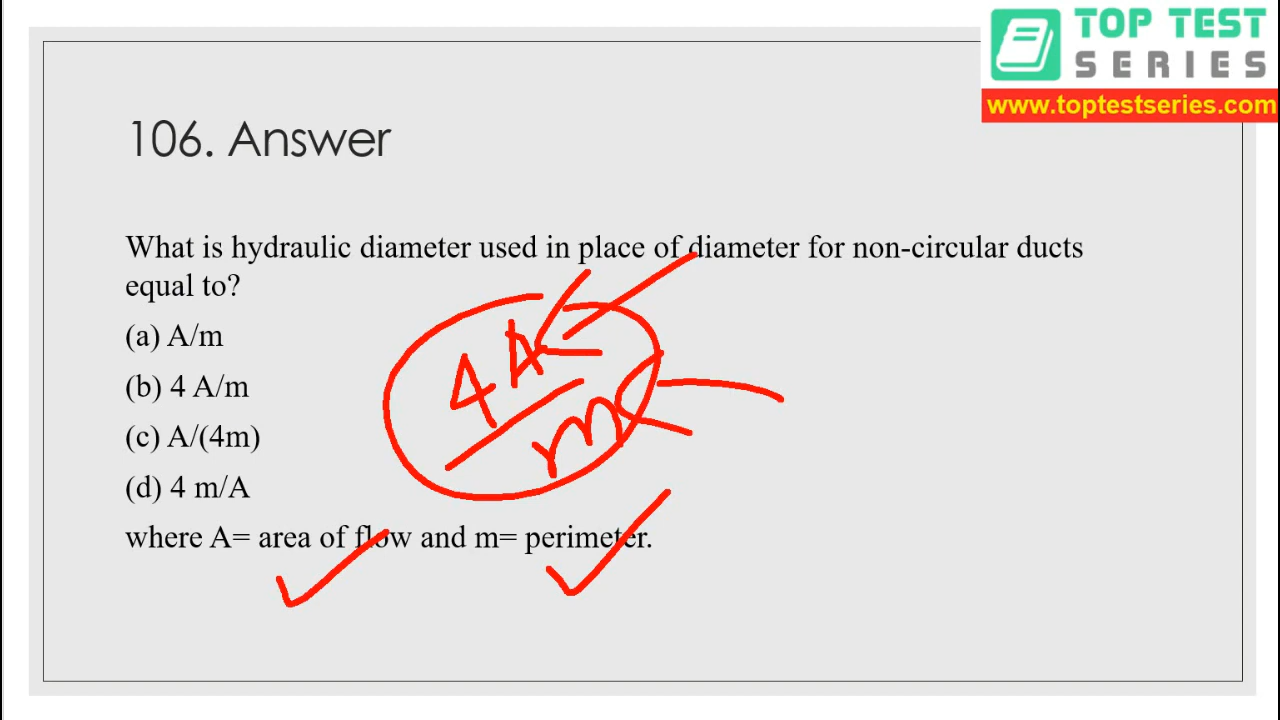 TOP TEST
SERIES
www.toptestseries.com
106. Answer
What is hydraulic diameter used in place of diameter for non-circular ducts
equal to?
(a) A/m
(b) 4 A/m
(c) A/(4m)
(d) 4 m/A
where A= area of flow and m= perimeter.
4A
m